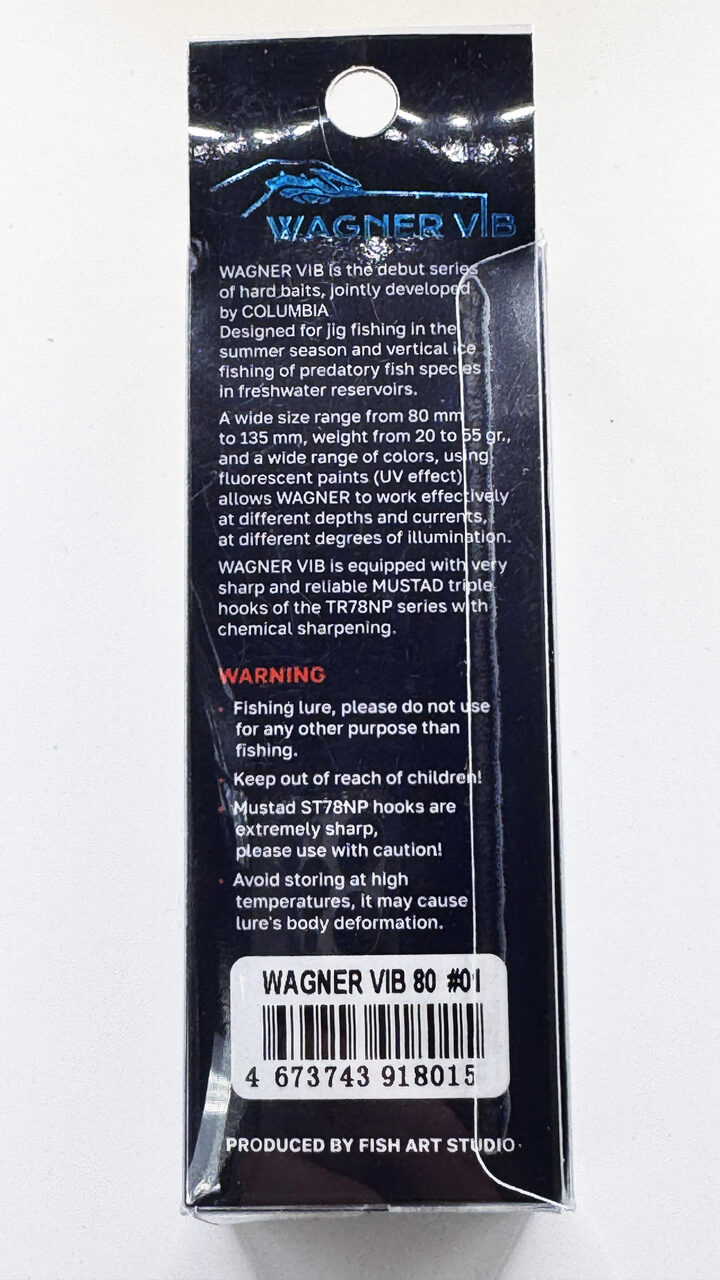 WAGNER VIB
WAGNER VIB is the debut series
of hard baits, jointly developed
by COLUMBIA
Designed for jig fishing in the
summer season and vertical ice
fishing of predatory fish species
in freshwater reservoirs.
A wide size range from 80 mm
to 135 mm, weight from 20 to 55 gr.,
and a wide range of colors, using
fluorescent paints (UV effect)
allows WAGNER to work effectively
at different depths and currents,
at different degrees of illumination.
WAGNER VIB is equipped with very
sharp and reliable MUSTAD triple
hooks of the TR78NP series with
chemical sharpening.
WARNING
• Fishing lure, please do not use
for any other purpose than
fishing.
• Keep out of reach of children!
• Mustad ST78NP hooks are
extremely sharp,
please use with caution!
• Avoid storing at high
temperatures, it may cause
lure's body deformation.
WAGNER VIB 80 #01
4 673743 918015
PRODUCED BY FISH ART STUDIO